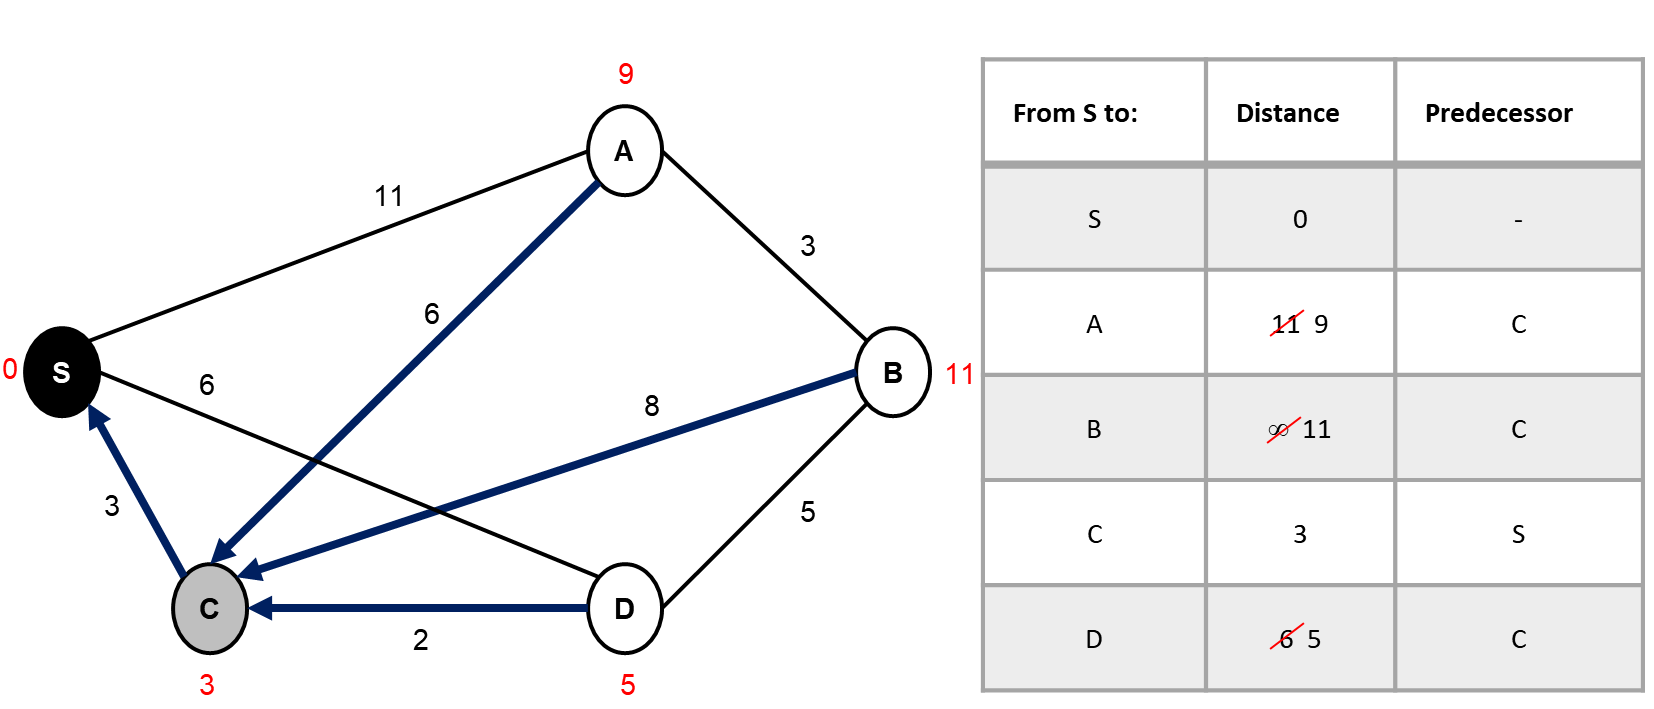 9
A
11
3
6
S
0
6
B
11
8
3
5
C
D
2
3
5
From S to: Distance Predecessor
S 0 -
A 11 9 C
B ∞ 11 C
C 3 S
D 6 5 C